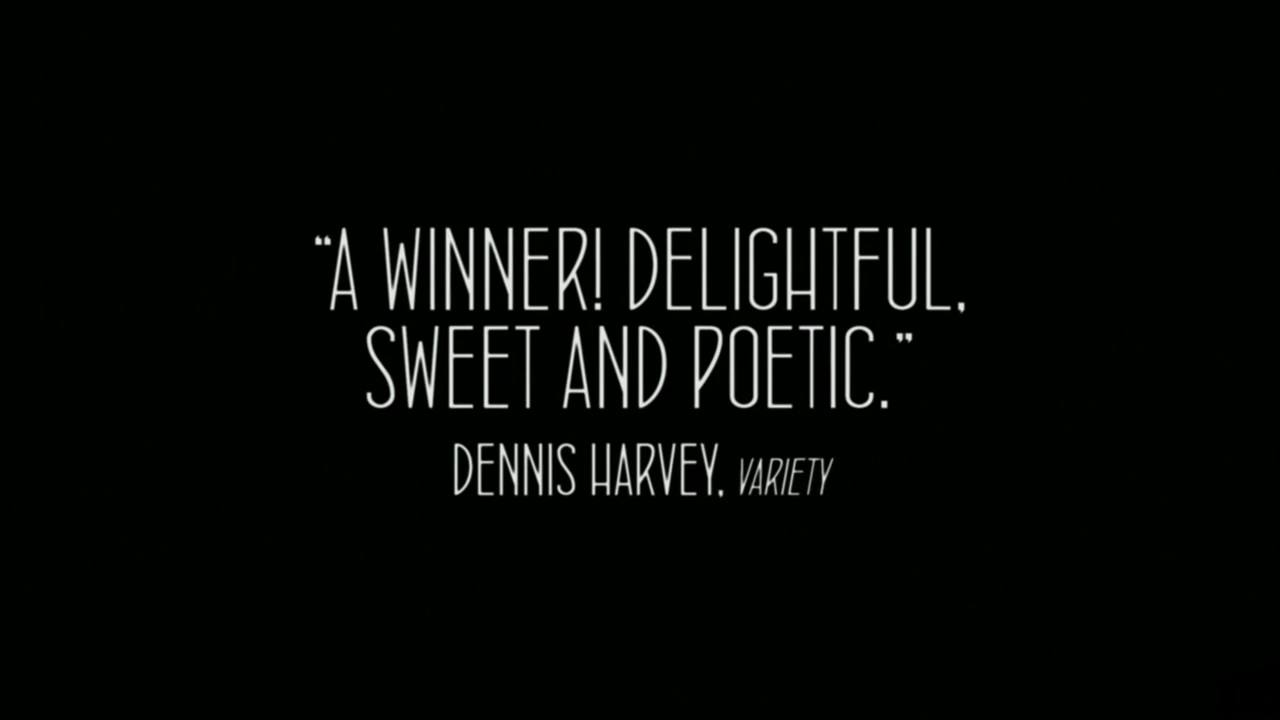 “A WINNER! DELIGHTFUL,
SWEET AND POETIC.”
DENNIS HARVEY, VARIETY